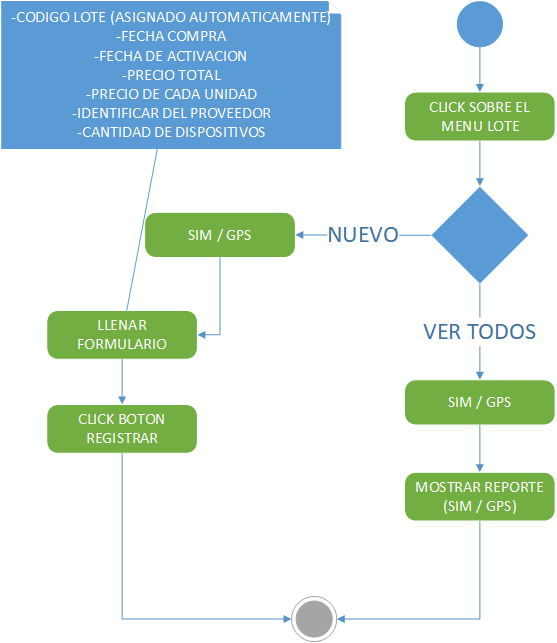 -CODIGO LOTE (ASIGNADO AUTOMATICAMENTE)
-FECHA COMPRA
-FECHA DE ACTIVACION
-PRECIO TOTAL
-PRECIO DE CADA UNIDAD
-IDENTIFICAR DEL PROVEEDOR
-CANTIDAD DE DISPOSITIVOS
CLICK SOBRE EL
MENU LOTE
SIM / GPS
NUEVO
LLENAR
FORMULARIO
VER TODOS
CLICK BOTON
REGISTRAR
SIM / GPS
MOSTRAR REPORTE
(SIM / GPS)